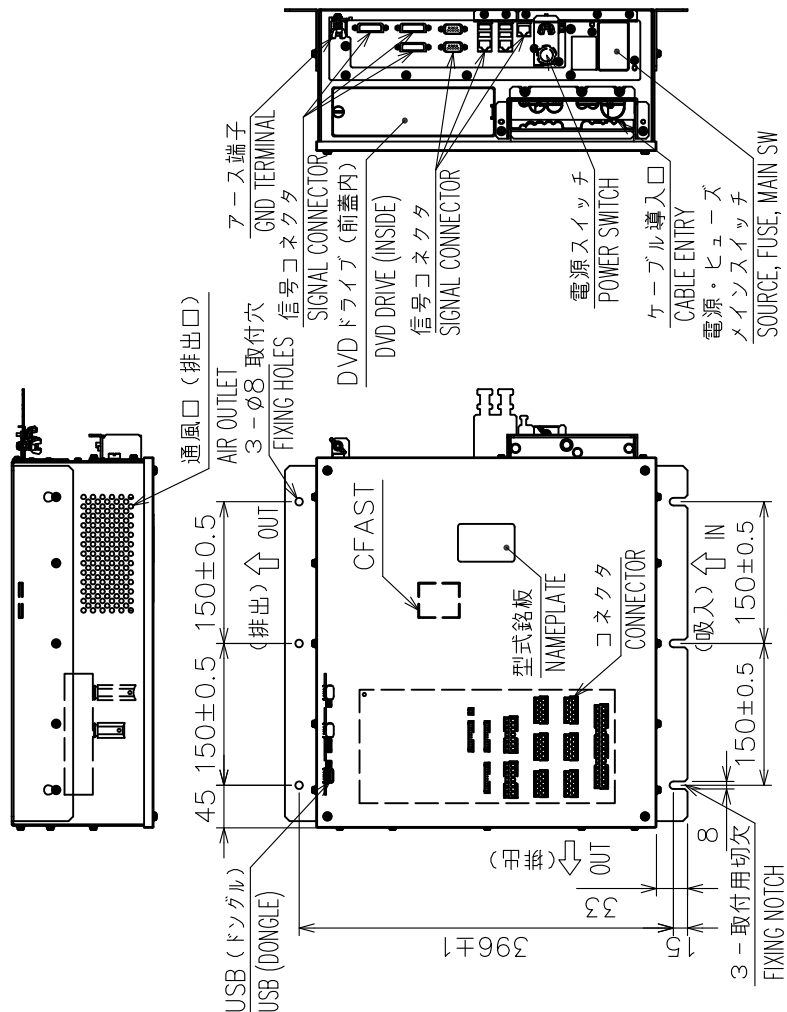 アース端子
GND TERMINAL
信号コネクタ
SIGNAL CONNECTOR
DVDドライブ(前蓋内)
DVD DRIVE (INSIDE)
信号コネクタ
SIGNAL CONNECTOR
電源スイッチ
POWER SWITCH
ケーブル導入口
CABLE ENTRY
電源・ヒューズ
メインスイッチ
SOURCE, FUSE, MAIN SW
通風口(排出口)
AIR OUTLET
3-Ø8 取付穴
FIXING HOLES
45
150±0.5
150±0.5
(排出)
OUT
CFAST
型式銘板
NAMEPLATE
コネクタ
CONNECTOR
(吸入)
IN
150±0.5
150±0.5
8
3-取付用切欠
FIXING NOTCH
USB(ドングル)
USB (DONGLE)
(排出)
OUT
33
396±1
15